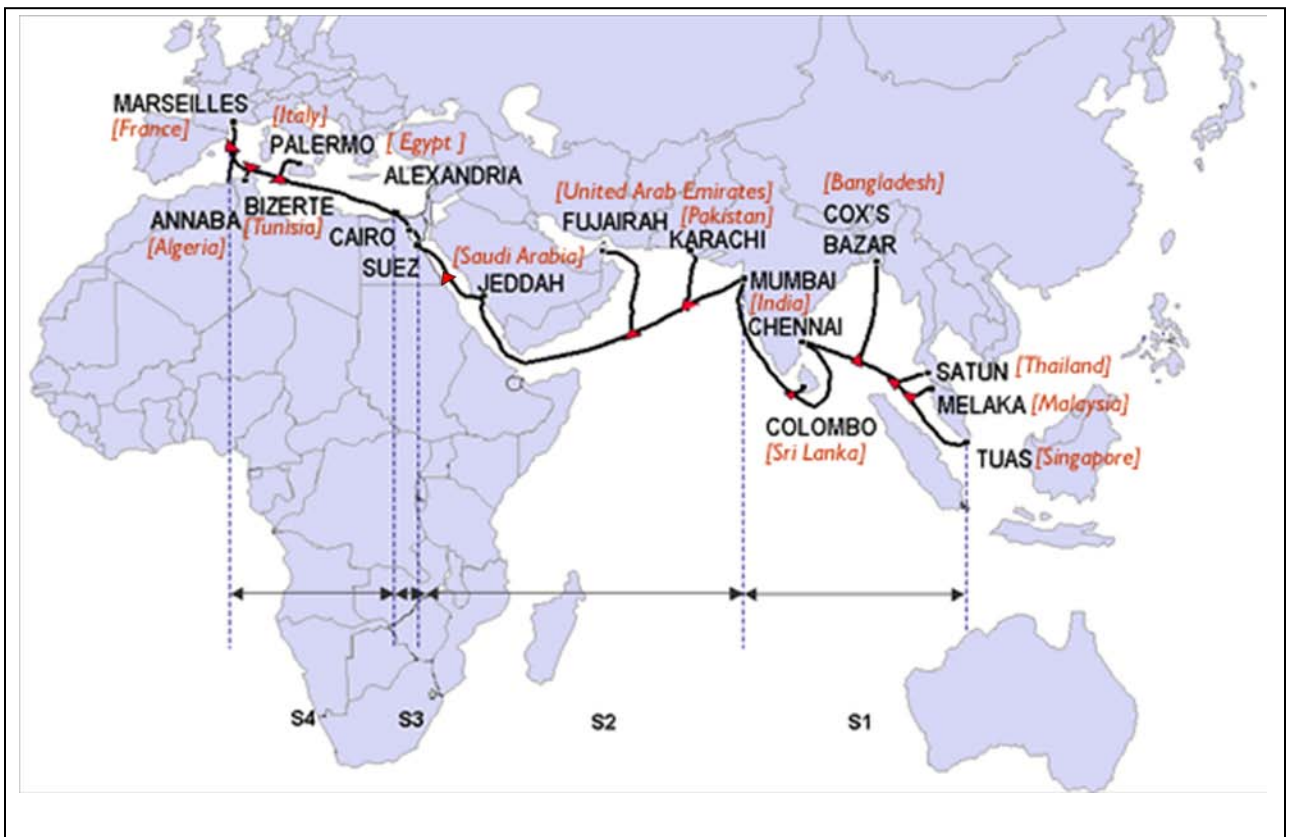 MARSEILLES
[France]
[Italy]
PALERMO
[ Egypt ]
ALEXANDRIA
ANNABA
[Algeria]
BIZERTE
[Tunisia]
CAIRO
SUEZ
[Saudi Arabia]
JEDDAH
[United Arab Emirates]
FUJAIRAH
[Pakistan]
KARACHI
[Bangladesh]
COX'S
BAZAR
MUMBAI
[India]
CHENNAI
COLOMBO
[Sri Lanka]
SATUN [Thailand]
MELAKA [Malaysia]
TUAS [Singapore]
S4
S3
S2
S1